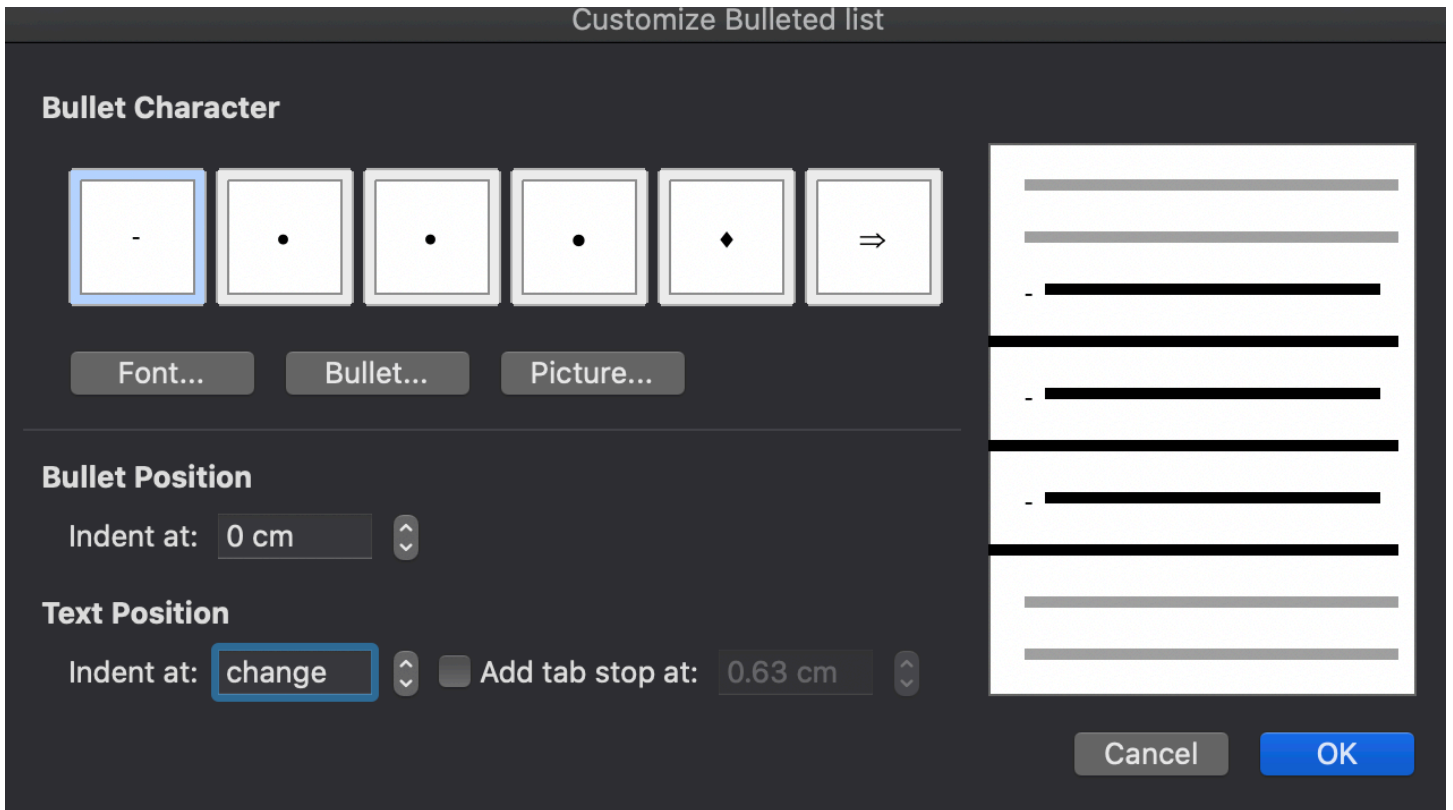 Customize Bulleted list
Bullet Character
- • • • ♦ ⇒
Font... Bullet... Picture...
-
-
-
Bullet Position
Indent at: 0 cm
Text Position
Indent at: change Add tab stop at: 0.63 cm
Cancel OK